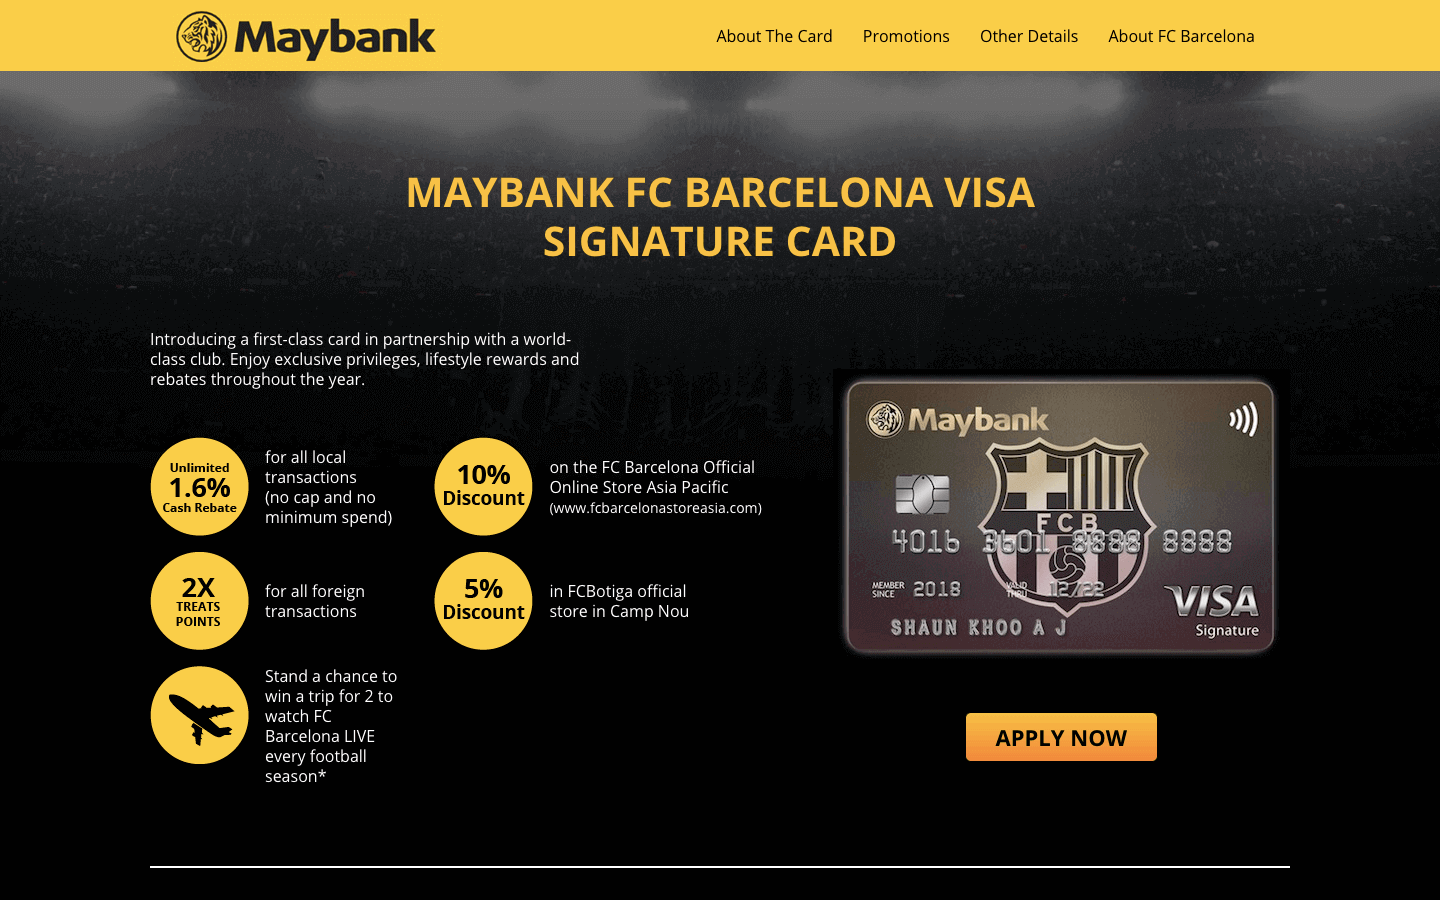 Maybank
About The Card
Promotions
Other Details
About FC Barcelona
MAYBANK FC BARCELONA VISA
SIGNATURE CARD
Introducing a first-class card in partnership with a world-
class club. Enjoy exclusive privileges, lifestyle rewards and
rebates throughout the year.
Unlimited
1.6%
Cash Rebate
for all local
transactions
(no cap and no
minimum spend)
10%
Discount
on the FC Barcelona Official
Online Store Asia Pacific
(www.fcbarcelonastoreasia.com)
2X
TREATS
POINTS
for all foreign
transactions
5%
Discount
in FCBotiga official
store in Camp Nou
Stand a chance to
win a trip for 2 to
watch FC
Barcelona LIVE
every football
season*
Maybank
FCB
4016 3601 8888 8888
MEMBER
SINCE
2018
VALID
THRU
12/22
SHAUN KHOO A J
VISA
Signature
APPLY NOW